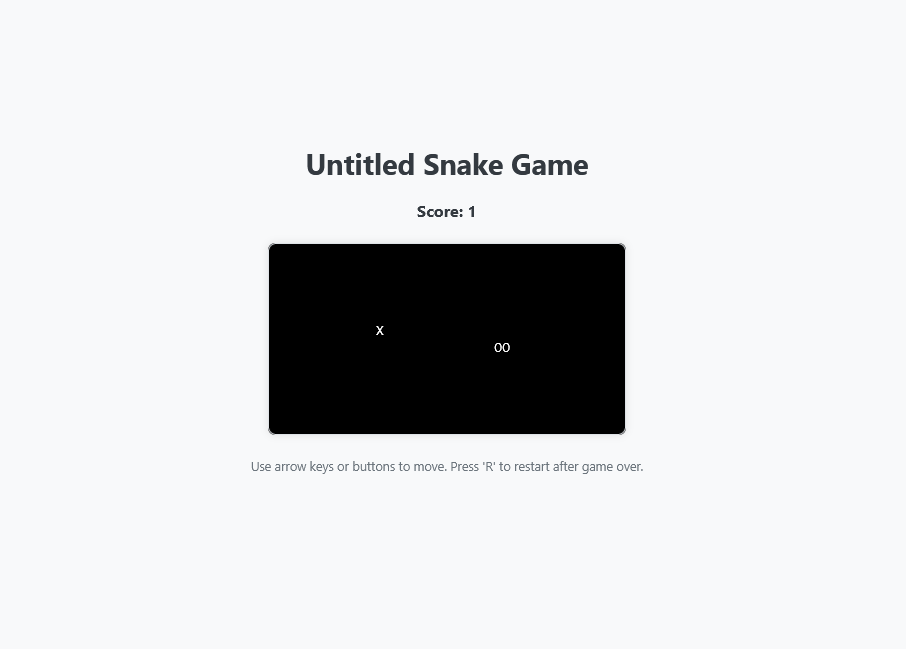 Untitled Snake Game
Score: 1
X
OO
Use arrow keys or buttons to move. Press 'R' to restart after game over.